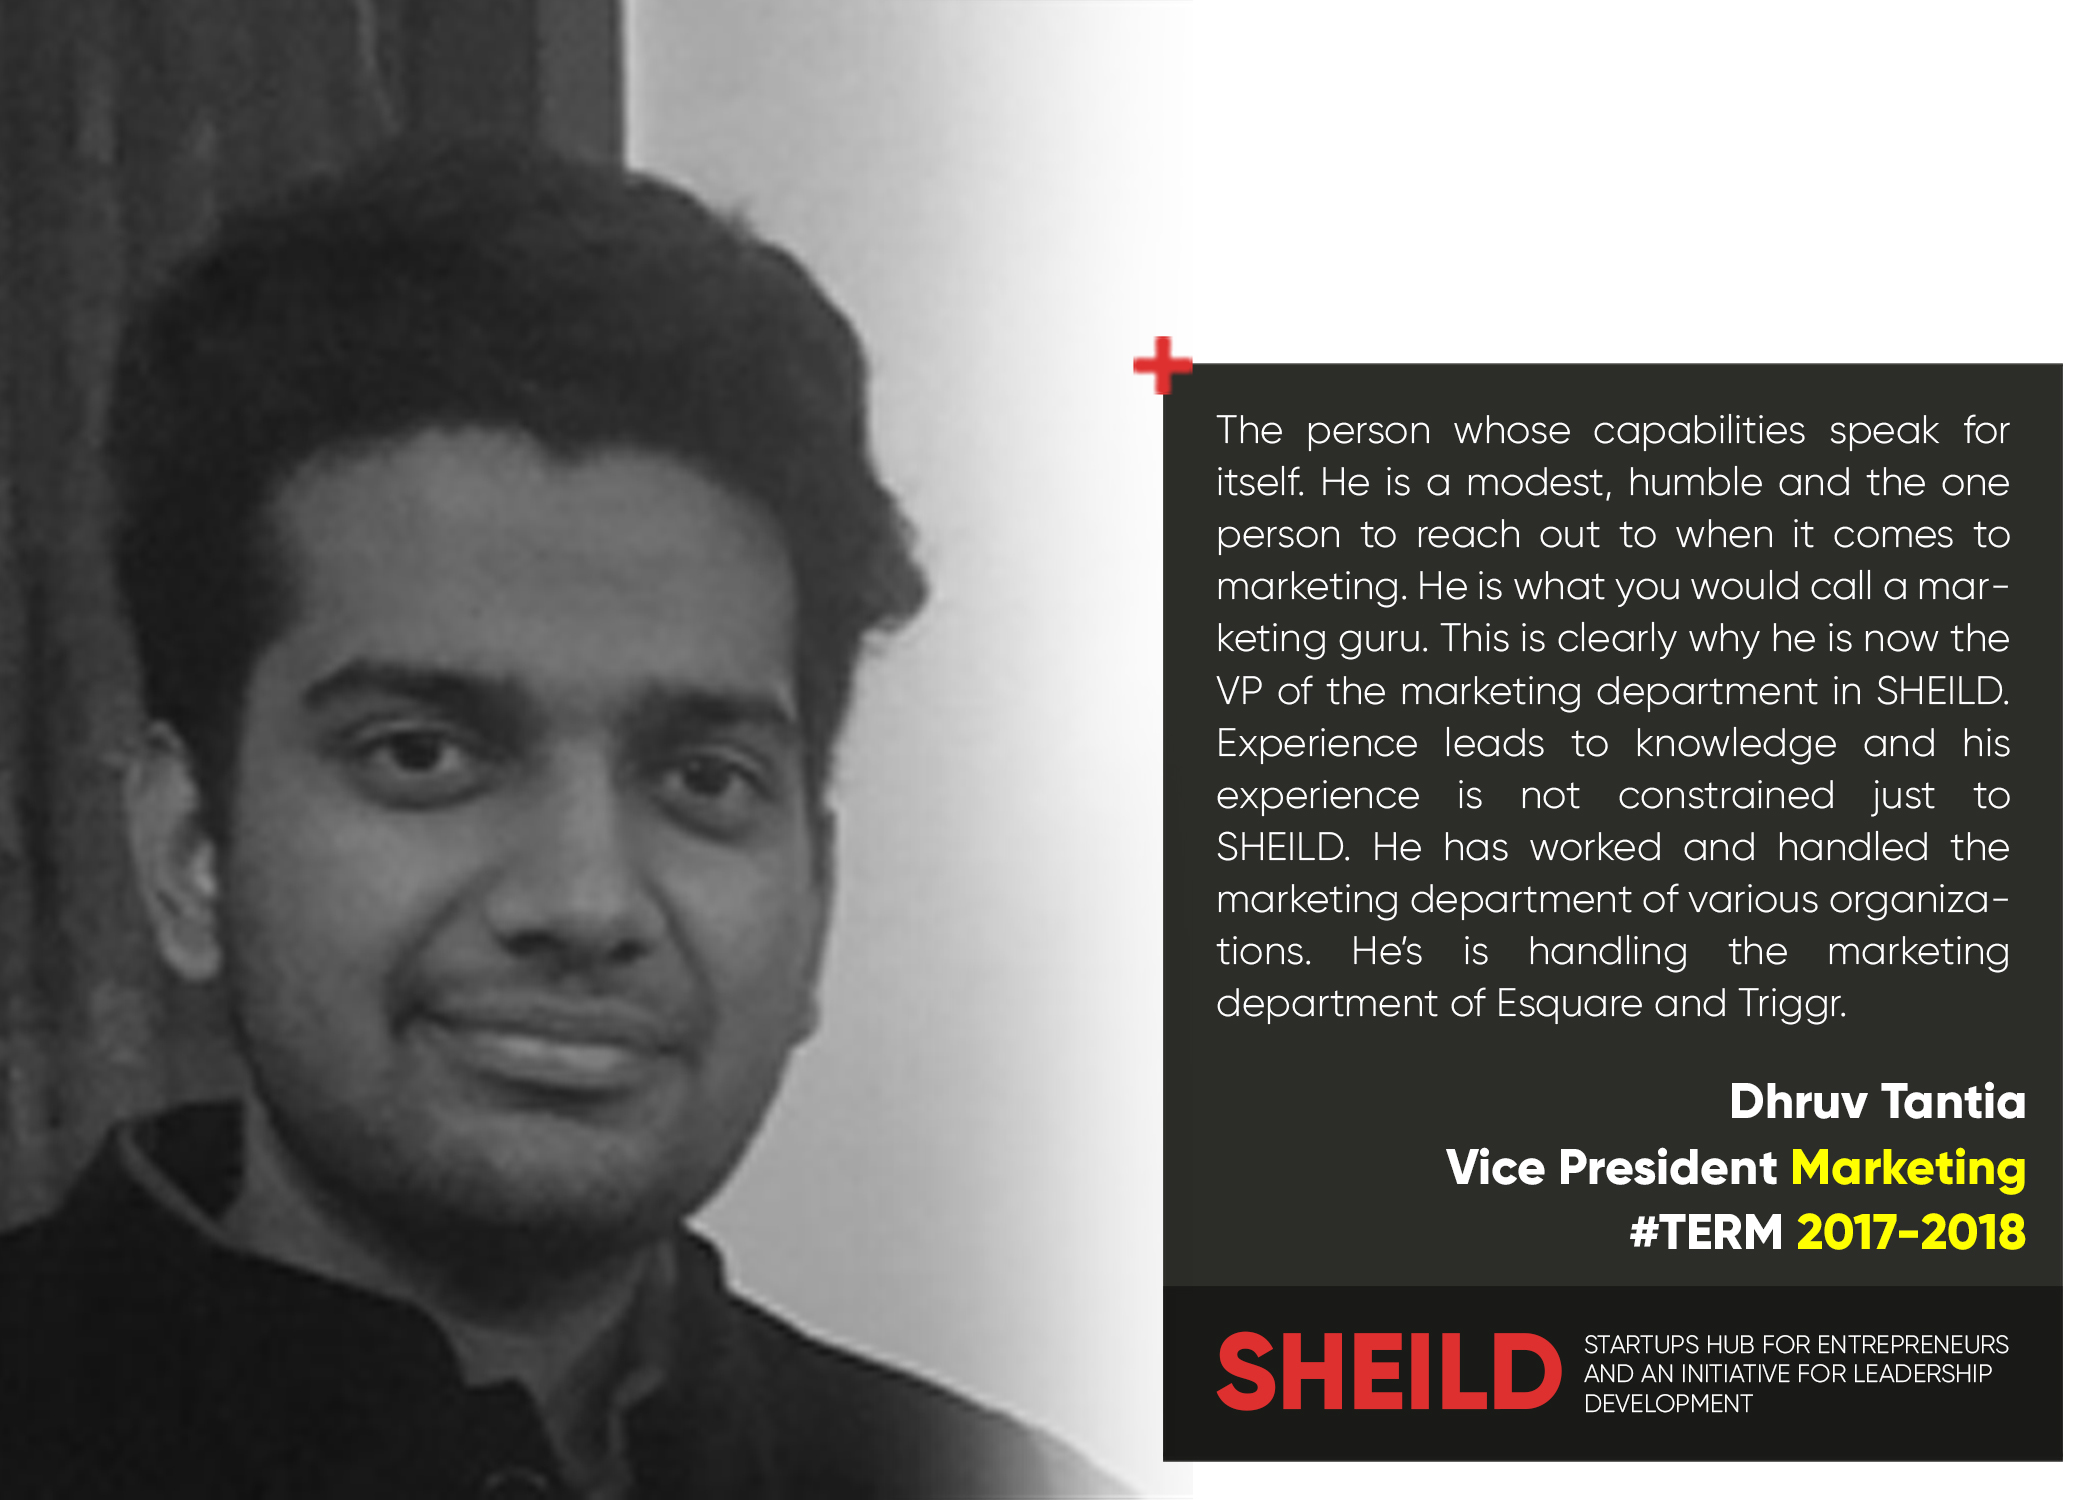 The person whose capabilities speak for
itself. He is a modest, humble and the one
person to reach out to when it comes to
marketing. He is what you would call a mar-
keting guru. This is clearly why he is now the
VP of the marketing department in SHEILD.
Experience leads to knowledge and his
experience is not constrained just to
SHEILD. He has worked and handled the
marketing department of various organiza-
tions. He's is handling the marketing
department of Esquare and Triggr.
Dhruv Tantia
Vice President Marketing
#TERM 2017-2018
SHEILD
STARTUPS HUB FOR ENTREPRENEURS
AND AN INITIATIVE FOR LEADERSHIP
DEVELOPMENT